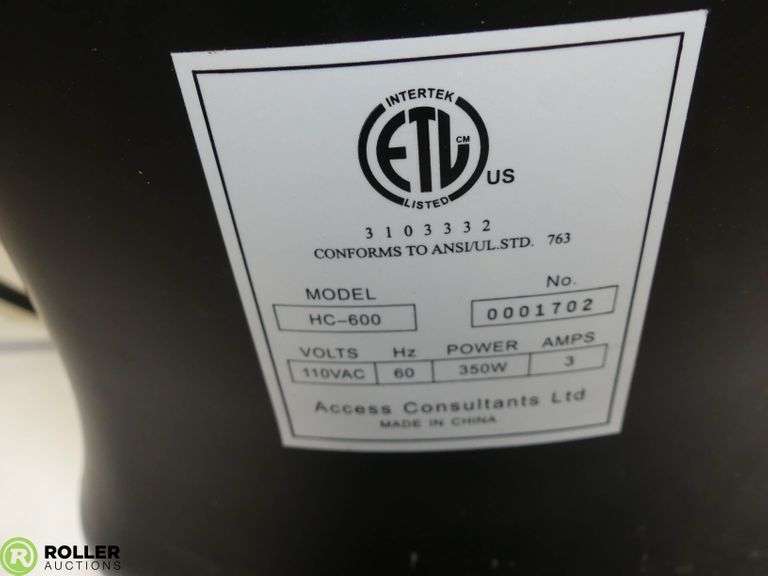 INTERTEK
ETL CM
US
LISTED
3103332
CONFORMS TO ANSI/UL.STD. 763
MODEL No.
HC-600 0001702
VOLTS Hz POWER AMPS
110VAC 60 350W 3
Access Consultants Ltd
MADE IN CHINA
R ROLLER
AUCTIONS